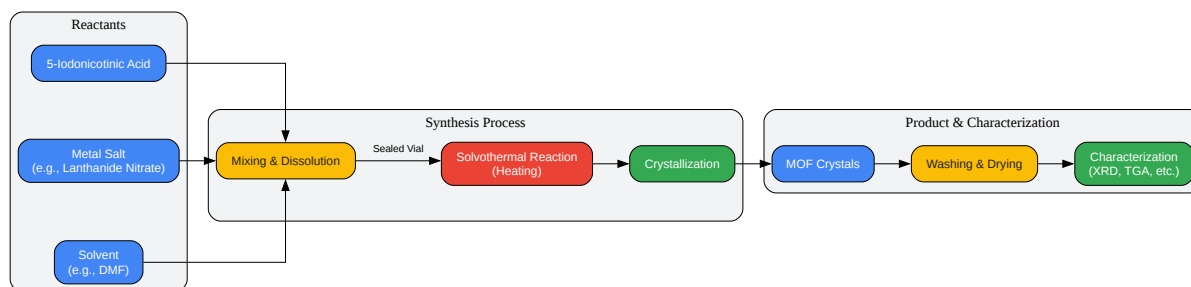 Reactants
5-Iodonicotinic Acid
Metal Salt
(e.g., Lanthanide Nitrate)
Solvent
(e.g., DMF)
Synthesis Process
Mixing & Dissolution
Sealed Vial
Solvothermal Reaction
(Heating)
Crystallization
Product & Characterization
MOF Crystals
Washing & Drying
Characterization
(XRD, TGA, etc.)